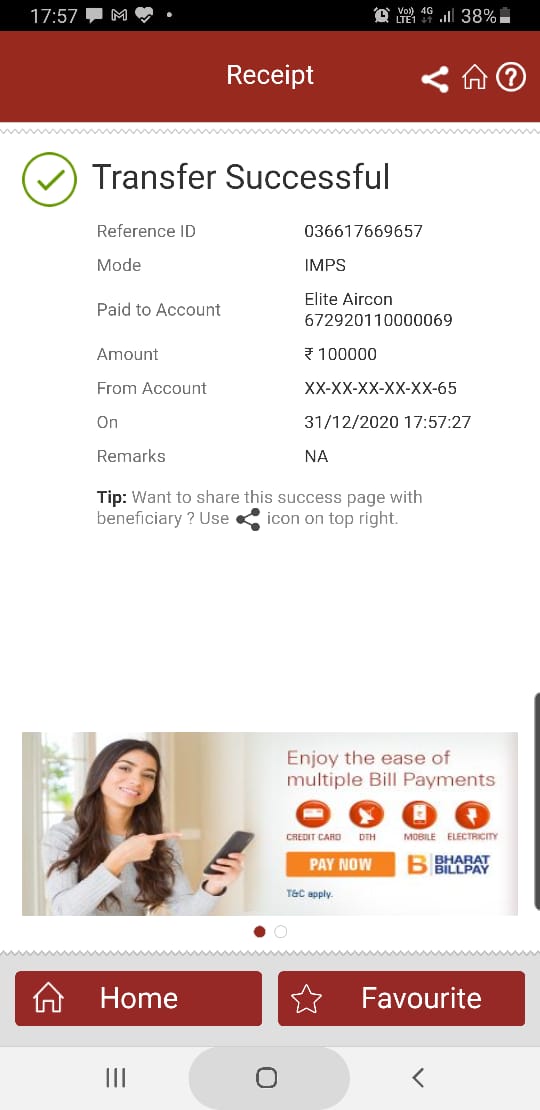 17:57
Vo)) 4G
LTE1
38%
Receipt
?
Transfer Successful
Reference ID 036617669657
Mode IMPS
Paid to Account Elite Aircon
672920110000069
Amount ₹ 100000
From Account XX-XX-XX-XX-XX-65
On 31/12/2020 17:57:27
Remarks NA
Tip: Want to share this success page with
beneficiary ? Use icon on top right.
Enjoy the ease of
multiple Bill Payments
CREDIT CARD DTH MOBILE ELECTRICITY
PAY NOW B BHARAT
BILLPAY
T&C apply.
Home Favourite